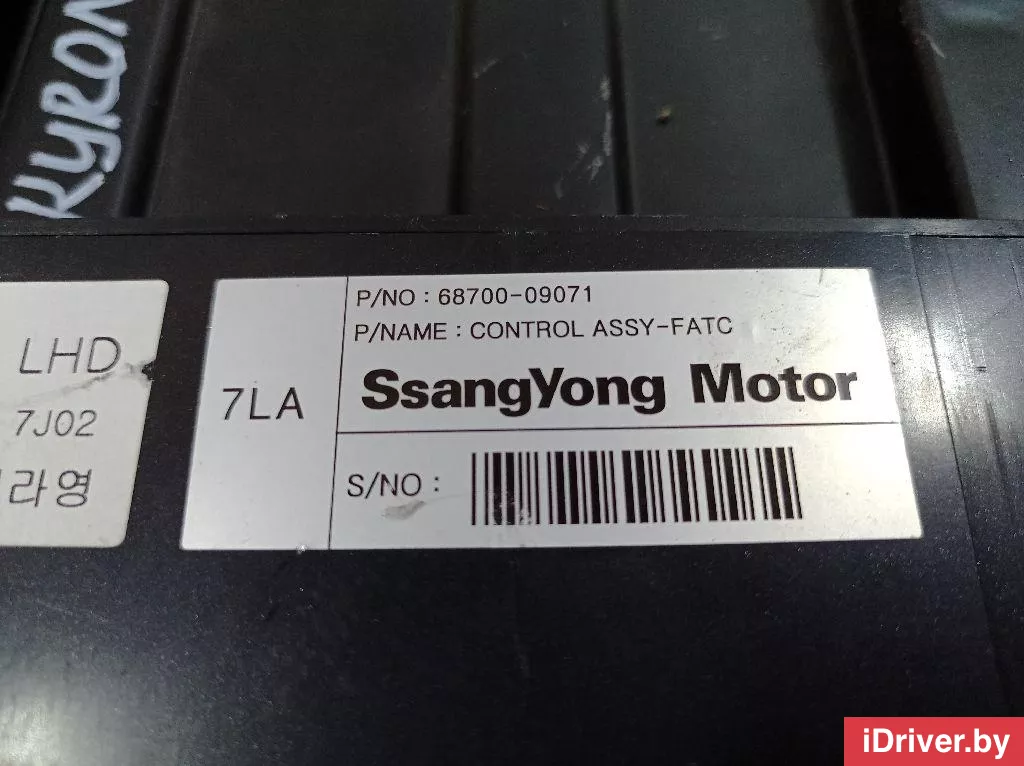 KYRON
LHD
7J02
라영
7LA
P/NO : 68700-09071
P/NAME : CONTROL ASSY-FATC
SsangYong Motor
S/NO :
iDriver.by